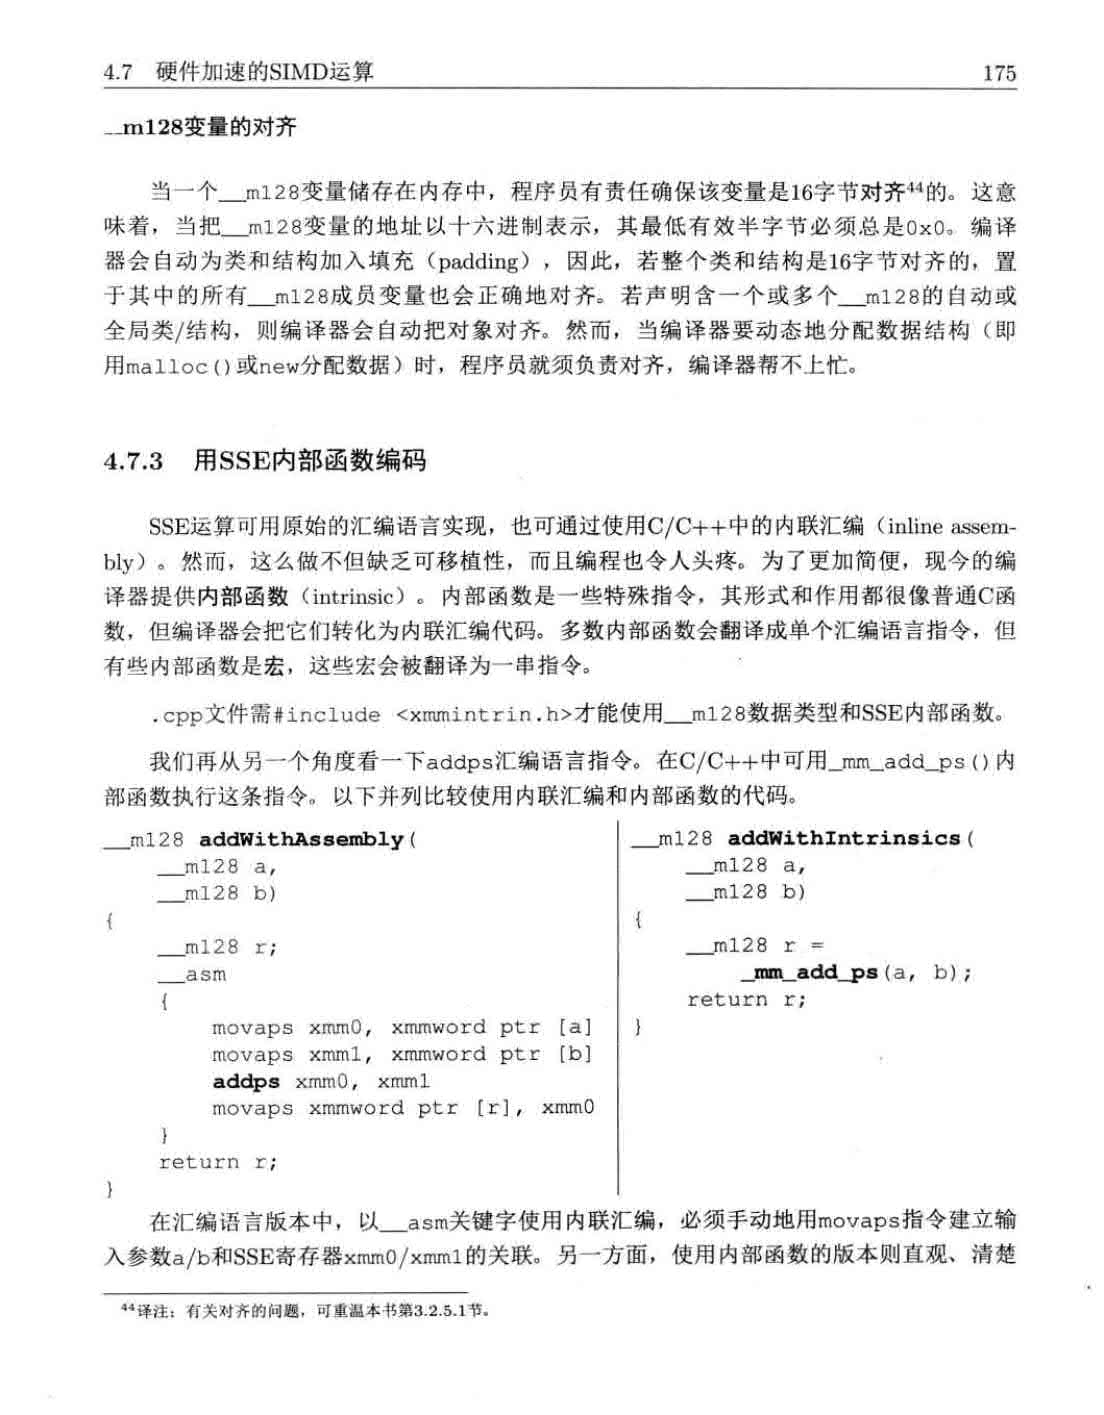 4.7 硬件加速的SIMD运算 175
__m128变量的对齐
当一个__m128变量储存在内存中，程序员有责任确保该变量是16字节对齐44的。这意
味着，当把__m128变量的地址以十六进制表示，其最低有效半字节必须总是0x0。编译
器会自动为类和结构加入填充（padding），因此，若整个类和结构是16字节对齐的，置
于其中的所有__m128成员变量也会正确地对齐。若声明含一个或多个__m128的自动或
全局类/结构，则编译器会自动把对象对齐。然而，当编译器要动态地分配数据结构（即
用malloc()或new分配数据）时，程序员就须负责对齐，编译器帮不上忙。
4.7.3 用SSE内部函数编码
SSE运算可用原始的汇编语言实现，也可通过使用C/C++中的内联汇编（inline assem-
bly）。然而，这么做不但缺乏可移植性，而且编程也令人头疼。为了更加简便，现今的编
译器提供内部函数（intrinsic）。内部函数是一些特殊指令，其形式和作用都很像普通C函
数，但编译器会把它们转化为内联汇编代码。多数内部函数会翻译成单个汇编语言指令，但
有些内部函数是宏，这些宏会被翻译为一串指令。
.cpp文件需#include <xmmintrin.h>才能使用__m128数据类型和SSE内部函数。
我们再从另一个角度看一下addps汇编语言指令。在C/C++中可用_mm_add_ps()内
部函数执行这条指令。以下并列比较使用内联汇编和内部函数的代码。
__m128 addWithAssembly(
__m128 a,
__m128 b)
{
__m128 r;
__asm
{
movaps xmm0, xmmword ptr [a]
movaps xmm1, xmmword ptr [b]
addps xmm0, xmm1
movaps xmmword ptr [r], xmm0
}
return r;
}
__m128 addWithIntrinsics(
__m128 a,
__m128 b)
{
__m128 r =
_mm_add_ps(a, b);
return r;
}
在汇编语言版本中，以__asm关键字使用内联汇编，必须手动地用movaps指令建立输
入参数a/b和SSE寄存器xmm0/xmm1的关联。另一方面，使用内部函数的版本则直观、清楚
44译注：有关对齐的问题，可重温本书第3.2.5.1节。